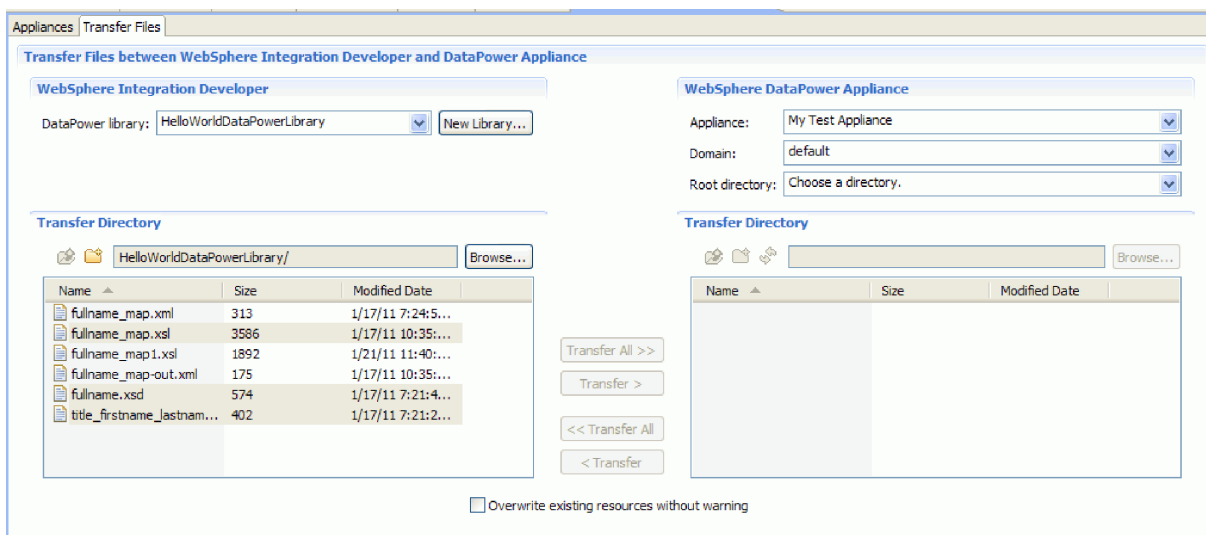 Appliances Transfer Files
Transfer Files between WebSphere Integration Developer and DataPower Appliance
WebSphere Integration Developer
DataPower library: HelloWorldDataPowerLibrary New Library...
WebSphere DataPower Appliance
Appliance: My Test Appliance
Domain: default
Root directory: Choose a directory.
Transfer Directory
HelloWorldDataPowerLibrary/ Browse...
Name Size Modified Date
fullname_map.xml 313 1/17/11 7:24:5...
fullname_map.xsl 3586 1/17/11 10:35:...
fullname_map1.xsl 1892 1/21/11 11:40:...
fullname_map-out.xml 175 1/17/11 10:35:...
fullname.xsd 574 1/17/11 7:21:4...
title_firstname_lastnam... 402 1/17/11 7:21:2...
Transfer All >>
Transfer >
<< Transfer All
< Transfer
Transfer Directory
Browse...
Name Size Modified Date
Overwrite existing resources without warning